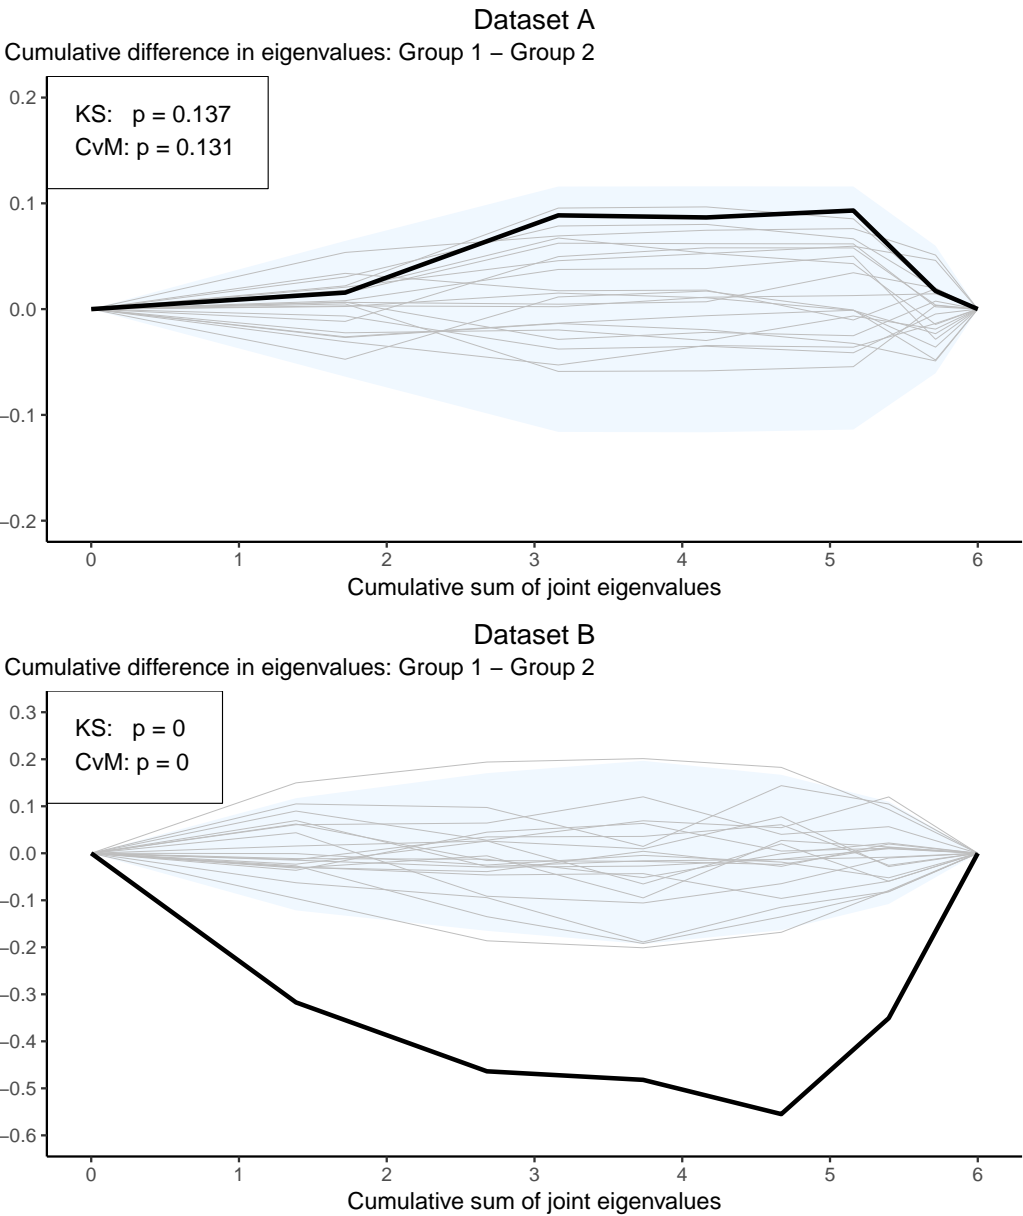 Dataset A
Cumulative difference in eigenvalues: Group 1 − Group 2
KS: p = 0.137
CvM: p = 0.131
0.2
0.1
0.0
−0.1
−0.2
0 1 2 3 4 5 6
Cumulative sum of joint eigenvalues
Dataset B
Cumulative difference in eigenvalues: Group 1 − Group 2
KS: p = 0
CvM: p = 0
0.3
0.2
0.1
0.0
−0.1
−0.2
−0.3
−0.4
−0.5
−0.6
0 1 2 3 4 5 6
Cumulative sum of joint eigenvalues